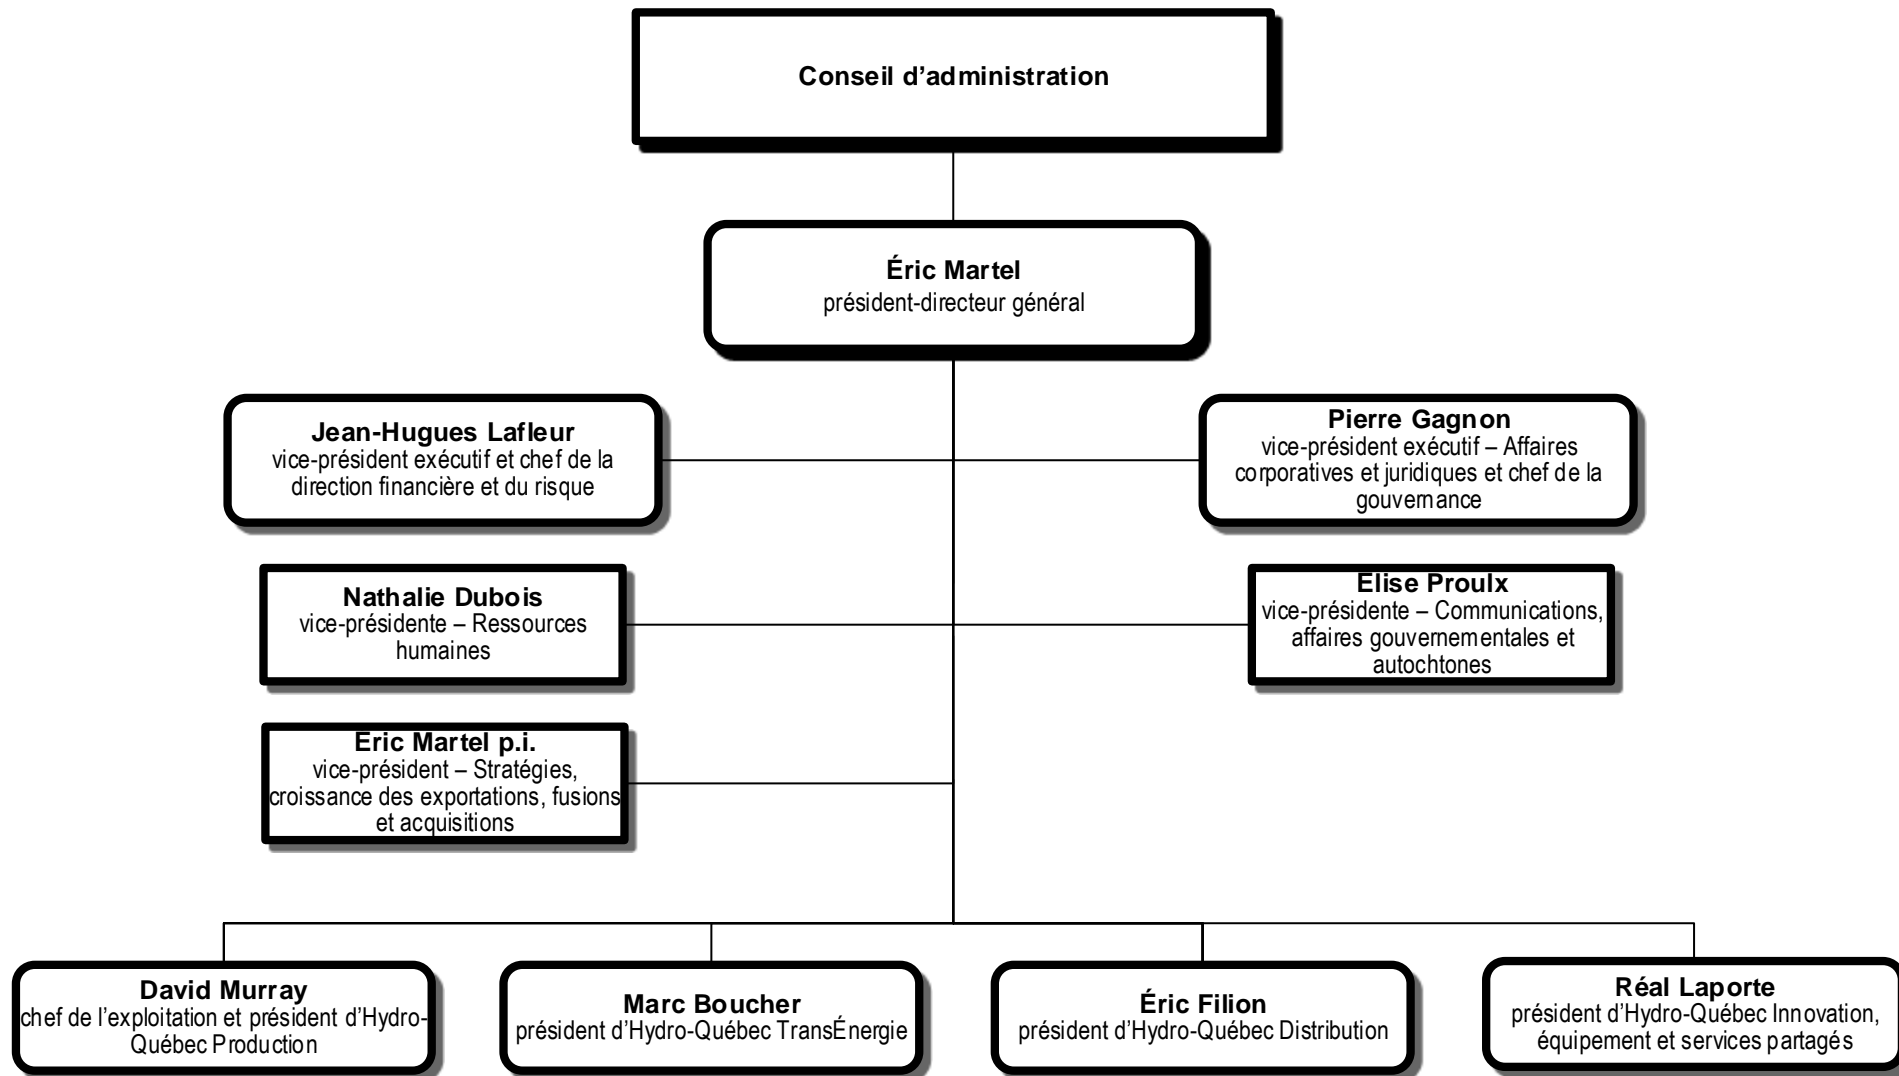 Conseil d'administration
Éric Martel
président-directeur général
Jean-Hugues Lafleur
vice-président exécutif et chef de la
direction financière et du risque
Pierre Gagnon
vice-président exécutif – Affaires
corporatives et juridiques et chef de la
gouvernance
Nathalie Dubois
vice-présidente – Ressources
humaines
Élise Proulx
vice-présidente – Communications,
affaires gouvernementales et
autochtones
Éric Martel p.i.
vice-président – Stratégies,
croissance des exportations, fusions
et acquisitions
David Murray
chef de l'exploitation et président d'Hydro-
Québec Production
Marc Boucher
président d'Hydro-Québec TransÉnergie
Éric Filion
président d'Hydro-Québec Distribution
Réal Laporte
président d'Hydro-Québec Innovation,
équipement et services partagés